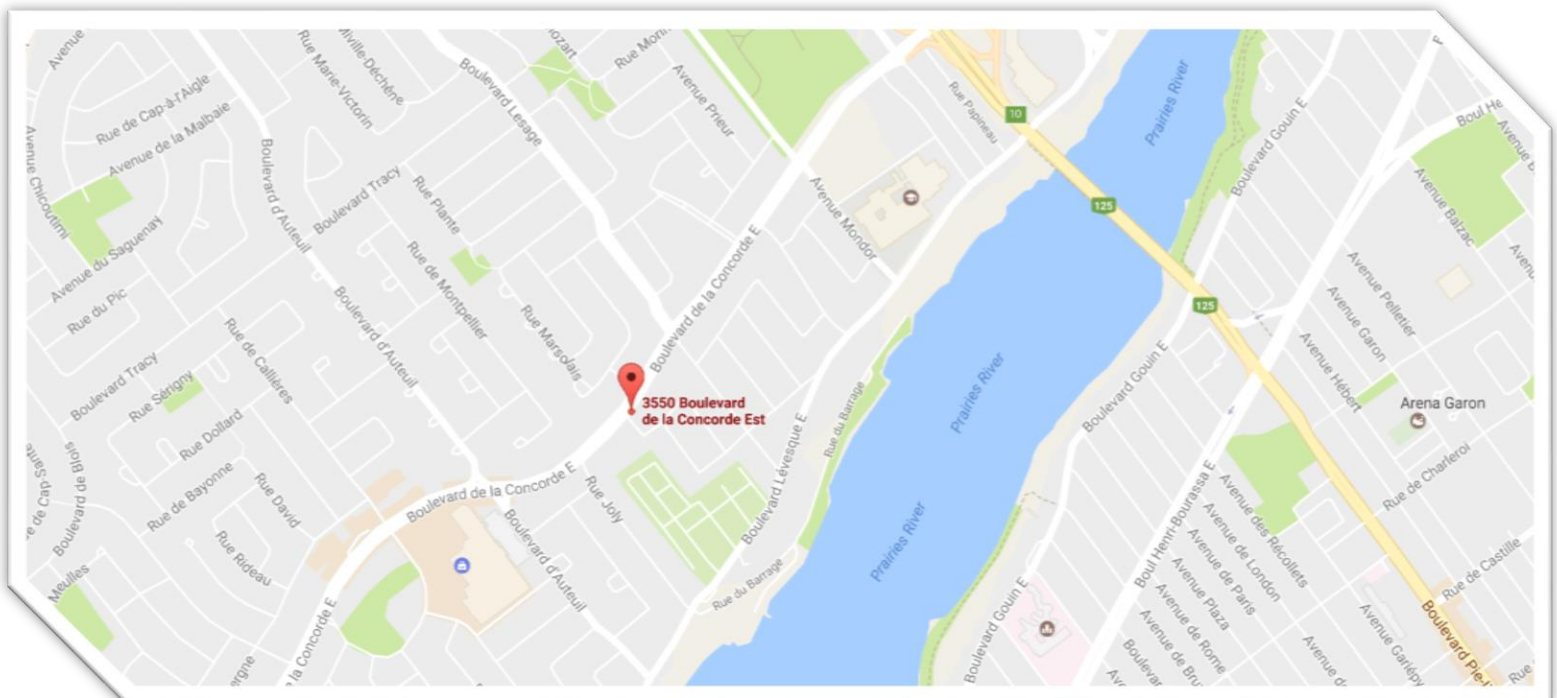 Avenue
Rue de Cap-à-l'Aigle
Avenue de la Malbaie
Rue Marie-Victorin
Miville-Déchêne
Boulevard Lesage
ozart
Avenue Prieur
Rue Papineau
10
Prairies River
Boulevard Gouin E
Boul He
Avenue Chicoutimi
Boulevard d'Auteuil
Boulevard Tracy
Rue Plante
Avenue Mondor
125
Avenue Balzac
Avenue du Saguenay
Rue du Pic
Rue de Montpellier
Boulevard de la Concorde E
Avenue Pelletier
Avenue Garon
125
Boulevard d'Auteuil
Rue de Callières
Rue Marsolais
Avenue Hébert
Boulevard Tracy
Rue Sérigny
Rue Dollard
3550 Boulevard
de la Concorde Est
Prairies River
Boulevard Gouin E
Arena Garon
Boulevard de Blois
Rue de Bayonne
Rue David
Rue Rideau
Boulevard de la Concorde E
Rue Joly
Boulevard Lévesque E
Rue du Barrage
Rue de Charleroi
Boulevard d'Auteuil
Rue du Barrage
Prairies River
Boul Henri-Bourassa E
Avenue des Récollets
Avenue de London
Avenue de Paris
Avenue Plaza
Avenue de Rome
Rue de Castille
Meulles
ergne
la Concorde E
Boulevard Gouin E
Avenue Gariépy
Boulevard Pie-I